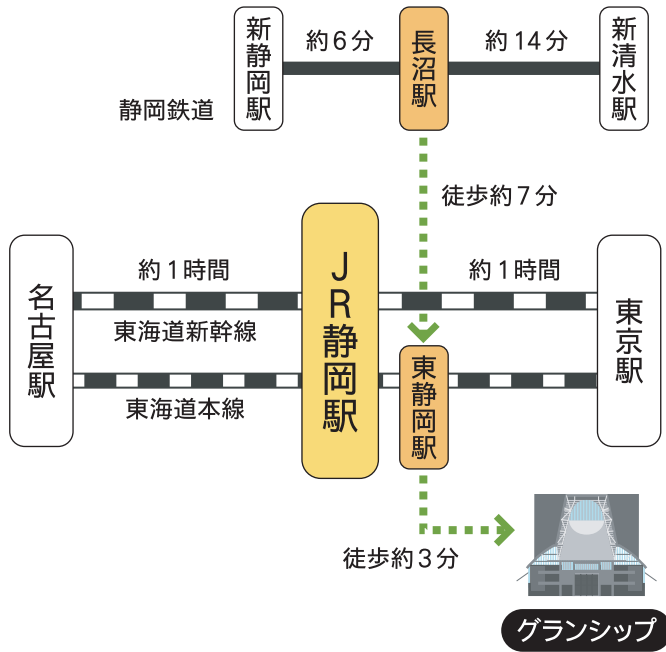 新静岡駅
約6分
長沼駅
約14分
新清水駅
静岡鉄道
徒歩約7分
名古屋駅
約1時間
東海道新幹線
東海道本線
JR静岡駅
約1時間
東静岡駅
東京駅
徒歩約3分
グランシップ